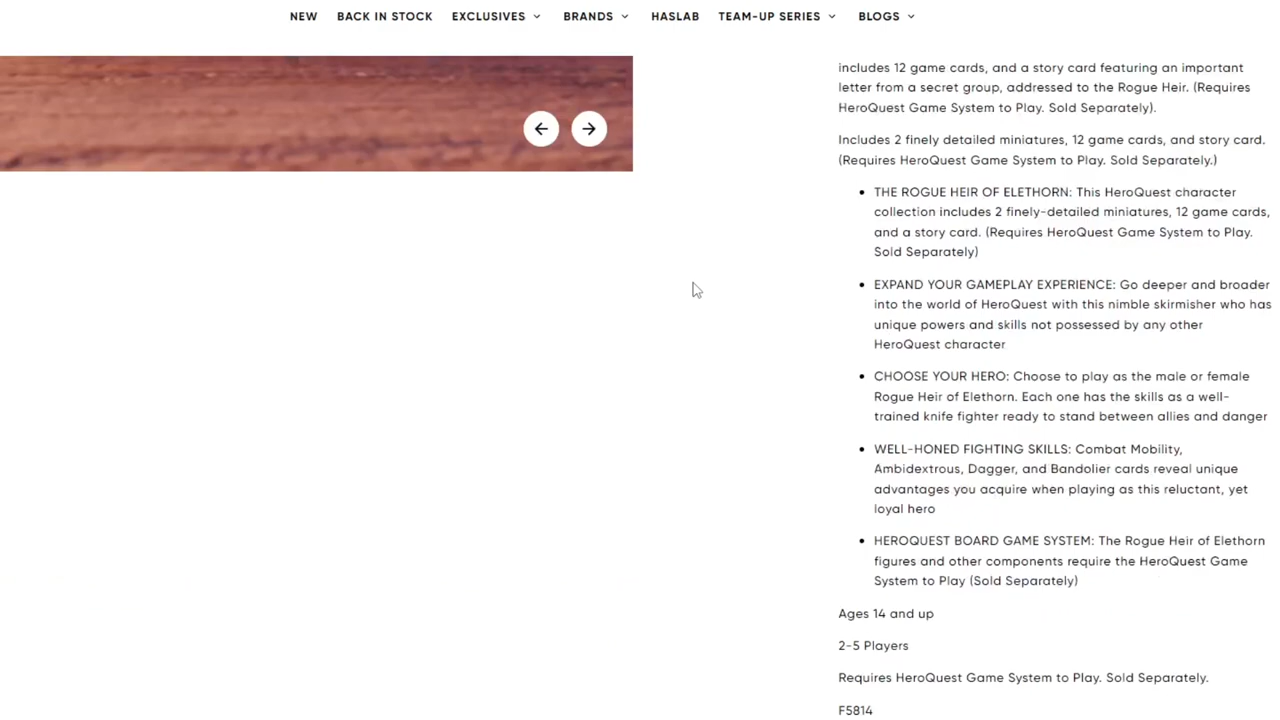 NEW BACK IN STOCK EXCLUSIVES BRANDS HASLAB TEAM-UP SERIES BLOGS
includes 12 game cards, and a story card featuring an important
letter from a secret group, addressed to the Rogue Heir. (Requires
HeroQuest Game System to Play. Sold Separately).
Includes 2 finely detailed miniatures, 12 game cards, and story card.
(Requires HeroQuest Game System to Play. Sold Separately.)
• THE ROGUE HEIR OF ELETHORN: This HeroQuest character
collection includes 2 finely-detailed miniatures, 12 game cards,
and a story card. (Requires HeroQuest Game System to Play.
Sold Separately)
• EXPAND YOUR GAMEPLAY EXPERIENCE: Go deeper and broader
into the world of HeroQuest with this nimble skirmisher who has
unique powers and skills not possessed by any other
HeroQuest character
• CHOOSE YOUR HERO: Choose to play as the male or female
Rogue Heir of Elethorn. Each one has the skills as a well-
trained knife fighter ready to stand between allies and danger
• WELL-HONED FIGHTING SKILLS: Combat Mobility,
Ambidextrous, Dagger, and Bandolier cards reveal unique
advantages you acquire when playing as this reluctant, yet
loyal hero
• HEROQUEST BOARD GAME SYSTEM: The Rogue Heir of Elethorn
figures and other components require the HeroQuest Game
System to Play (Sold Separately)
Ages 14 and up
2-5 Players
Requires HeroQuest Game System to Play. Sold Separately.
F5814